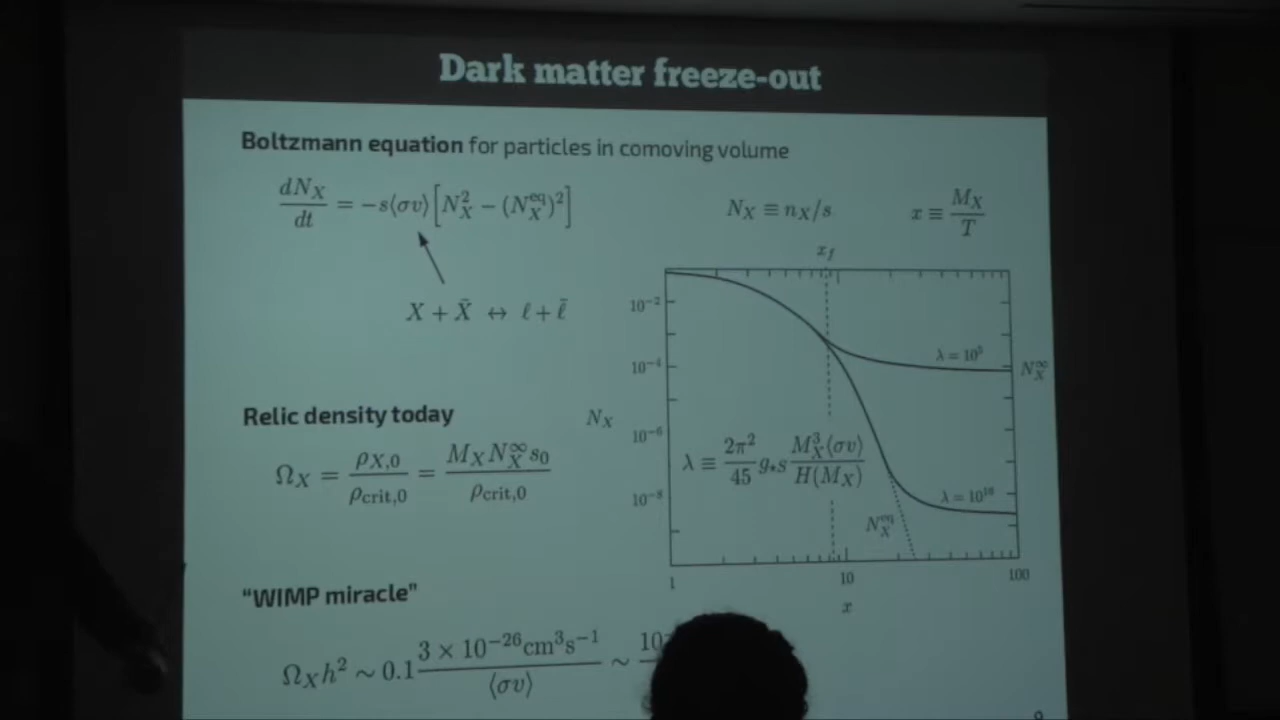 Dark matter freeze-out
Boltzmann equation for particles in comoving volume
dN_X/dt = −s⟨σv⟩[N_X^2 − (N_X^eq)^2]
N_X ≡ n_X/s
x ≡ M_X/T
X + X̄ ↔ ℓ + ℓ̄
x_f
10^−2
10^−4
10^−6
10^−8
N_X
λ = 10^5
N_X^∞
λ ≡ 2π^2/45 g_*s M_X^3⟨σv⟩/H(M_X)
λ = 10^10
N_X^eq
1
10
100
x
Relic density today
Ω_X = ρ_X,0/ρ_crit,0 = M_X N_X^∞ s_0/ρ_crit,0
“WIMP miracle”
Ω_X h^2 ~ 0.1 3 × 10^−26 cm^3 s^−1/⟨σv⟩ ~